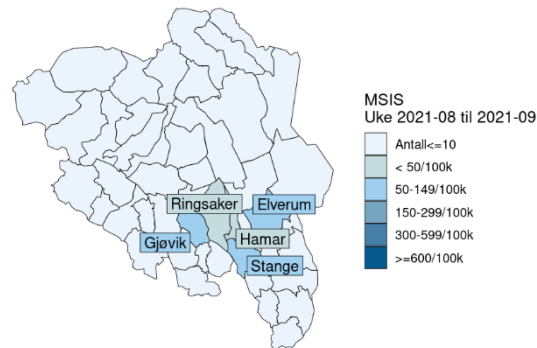 MSIS
Uke 2021-08 til 2021-09
Antall<=10
< 50/100k
50-149/100k
150-299/100k
300-599/100k
>=600/100k
Ringsaker
Elverum
Gjøvik
Hamar
Stange